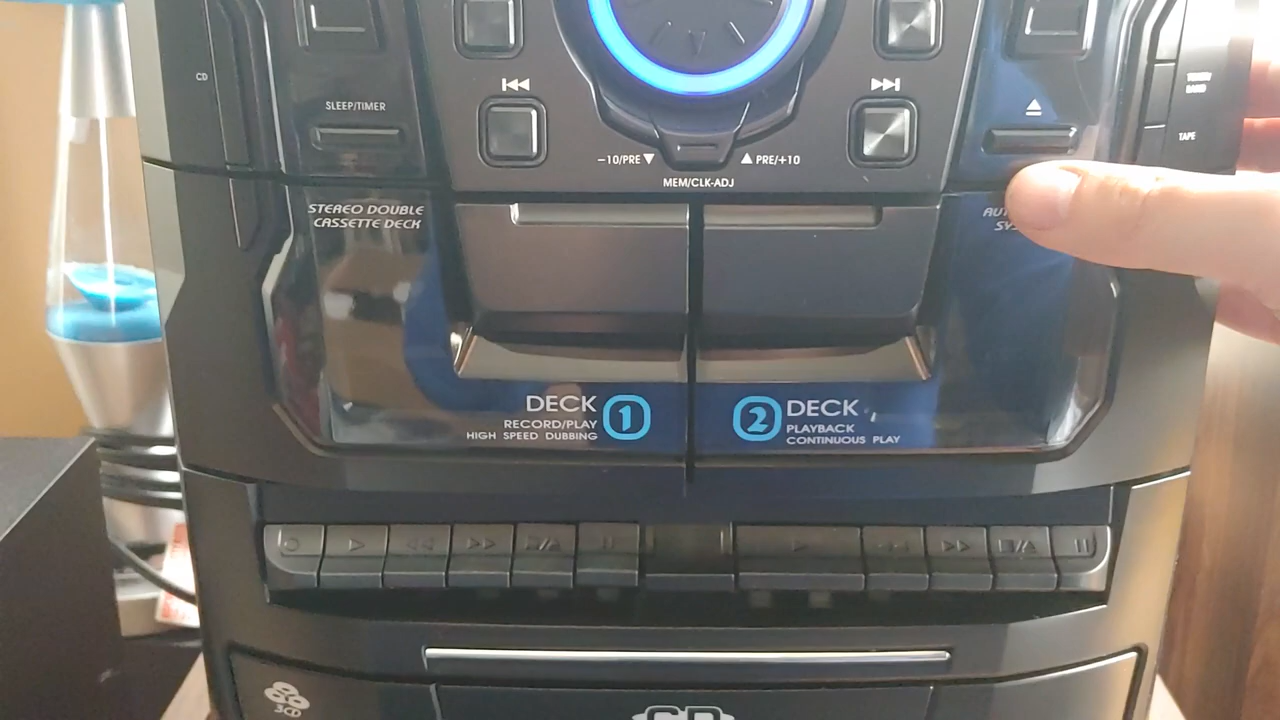 CD
TAPE
SLEEP/TIMER
−10/PRE ▼
▲ PRE/+10
MEM/CLK-ADJ
STEREO DOUBLE
CASSETTE DECK
DECK 1
RECORD/PLAY
HIGH SPEED DUBBING
2 DECK
PLAYBACK
CONTINUOUS PLAY
3CD
CD